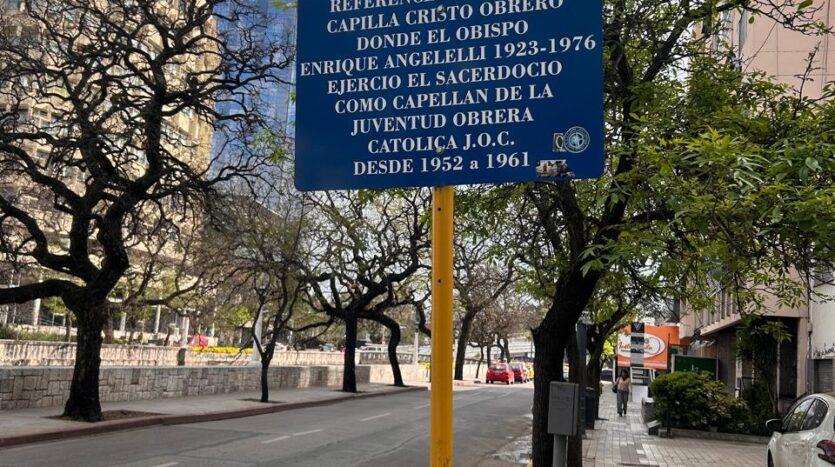 CAPILLA CRISTO OBRERO
DONDE EL OBISPO
ENRIQUE ANGELELLI 1923-1976
EJERCIO EL SACERDOCIO
COMO CAPELLAN DE LA
JUVENTUD OBRERA
CATOLICA J.O.C.
DESDE 1952 a 1961